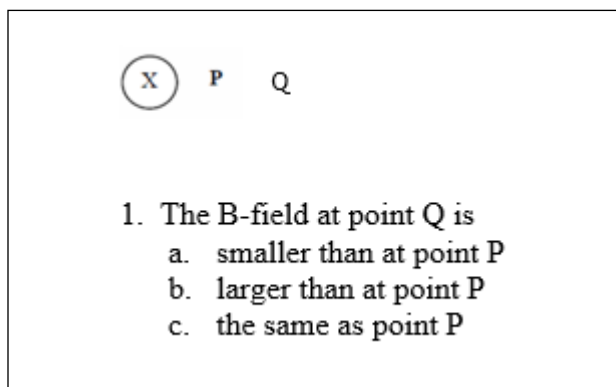 X P Q
1. The B-field at point Q is
a. smaller than at point P
b. larger than at point P
c. the same as point P